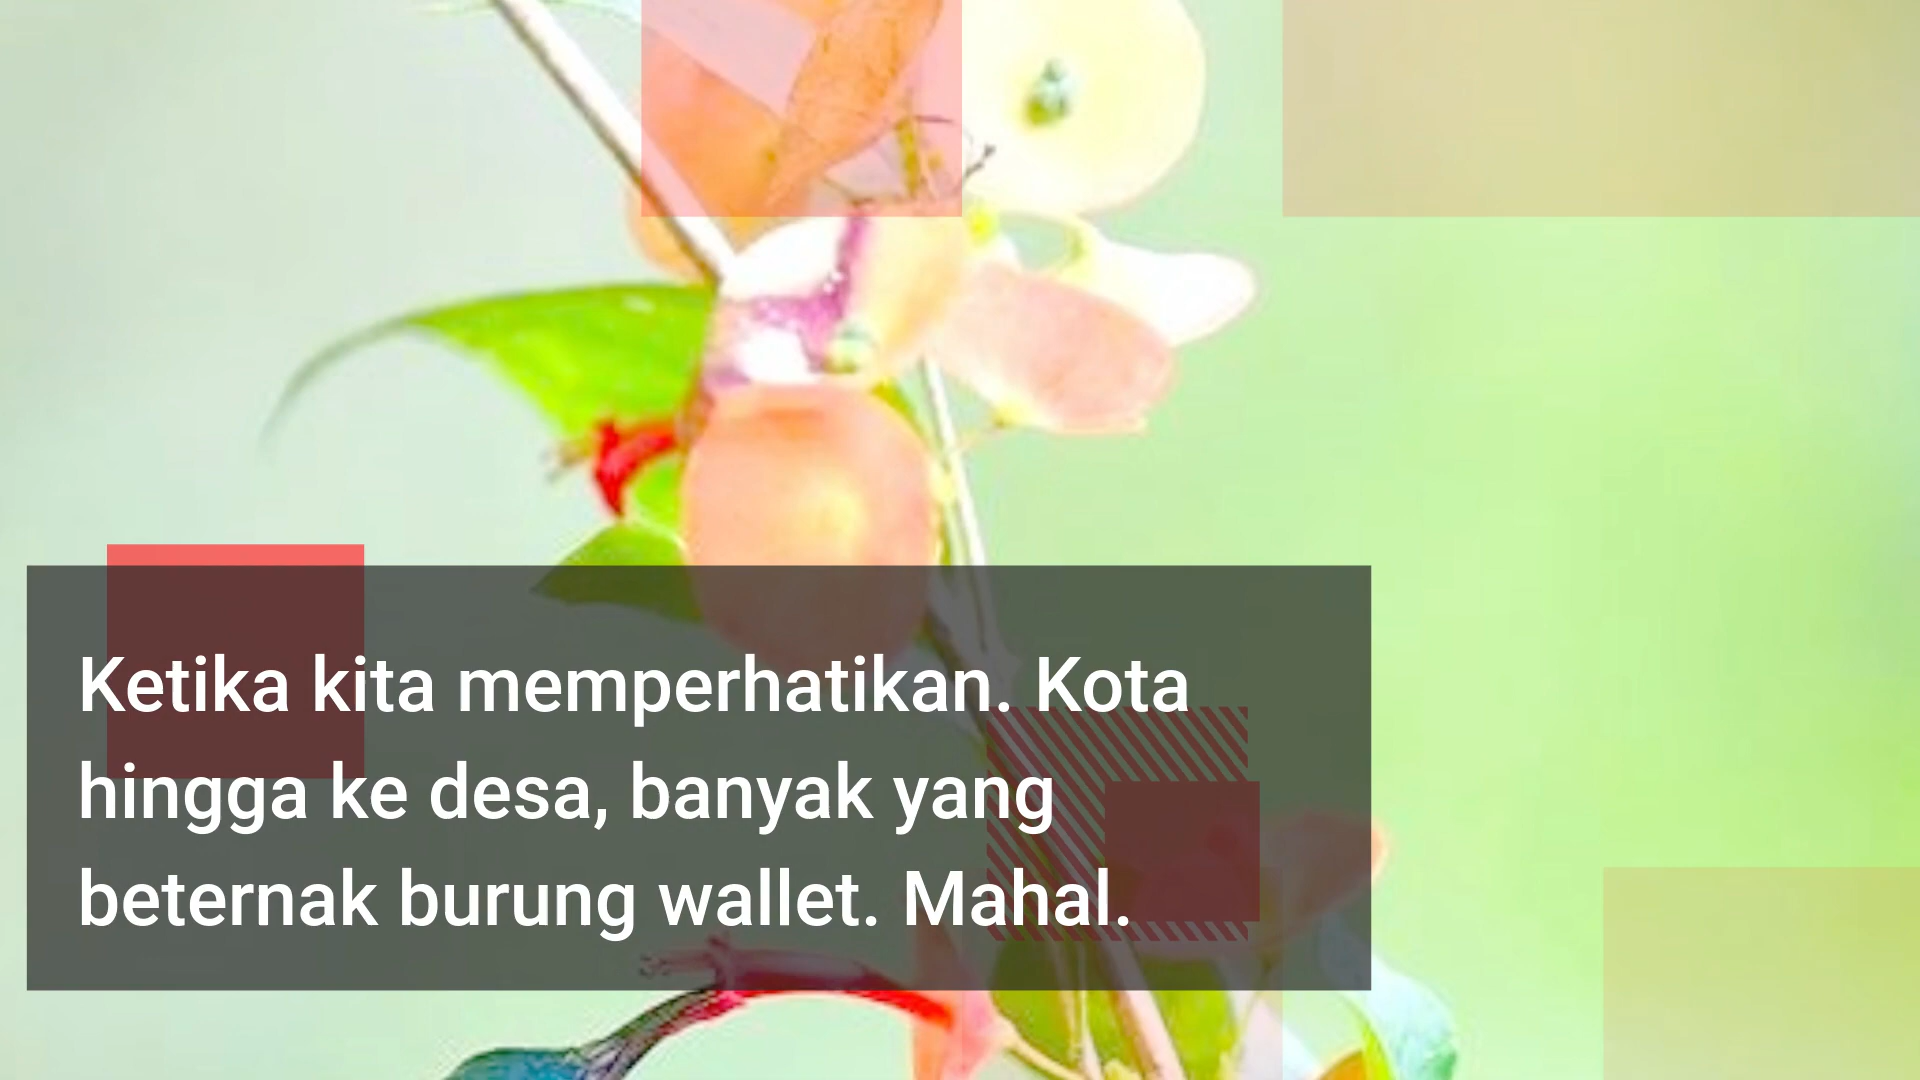 Ketika kita memperhatikan. Kota
hingga ke desa, banyak yang
beternak burung wallet. Mahal.